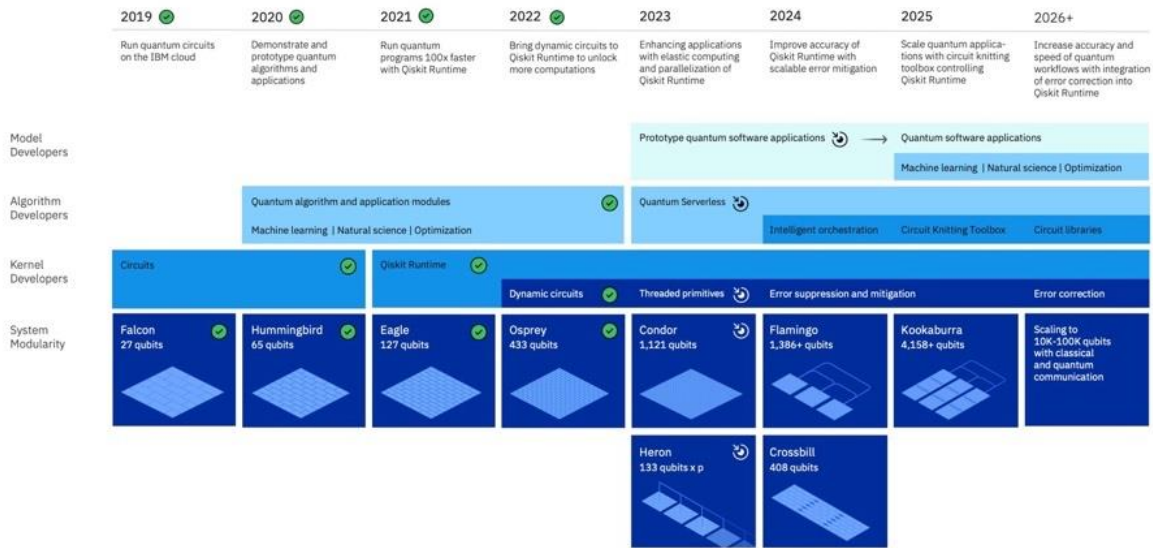 2019
2020
2021
2022
2023
2024
2025
2026+
Run quantum circuits
on the IBM cloud
Demonstrate and
prototype quantum
algorithms and
applications
Run quantum
programs 100x faster
with Qiskit Runtime
Bring dynamic circuits to
Qiskit Runtime to unlock
more computations
Enhancing applications
with elastic computing
and parallelization of
Qiskit Runtime
Improve accuracy of
Qiskit Runtime with
scalable error mitigation
Scale quantum applica-
tions with circuit knitting
toolbox controlling
Qiskit Runtime
Increase accuracy and
speed of quantum
workflows with integration
of error correction into
Qiskit Runtime
Model
Developers
Prototype quantum software applications →
Quantum software applications
Machine learning | Natural science | Optimization
Algorithm
Developers
Quantum algorithm and application modules
Machine learning | Natural science | Optimization
Quantum Serverless
Intelligent orchestration
Circuit Knitting Toolbox
Circuit libraries
Kernel
Developers
Circuits
Qiskit Runtime
Dynamic circuits
Threaded primitives
Error suppression and mitigation
Error correction
System
Modularity
Falcon
27 qubits
Hummingbird
65 qubits
Eagle
127 qubits
Osprey
433 qubits
Condor
1,121 qubits
Flamingo
1,386+ qubits
Kookaburra
4,158+ qubits
Scaling to
10K-100K qubits
with classical
and quantum
communication
Heron
133 qubits x p
Crossbill
408 qubits